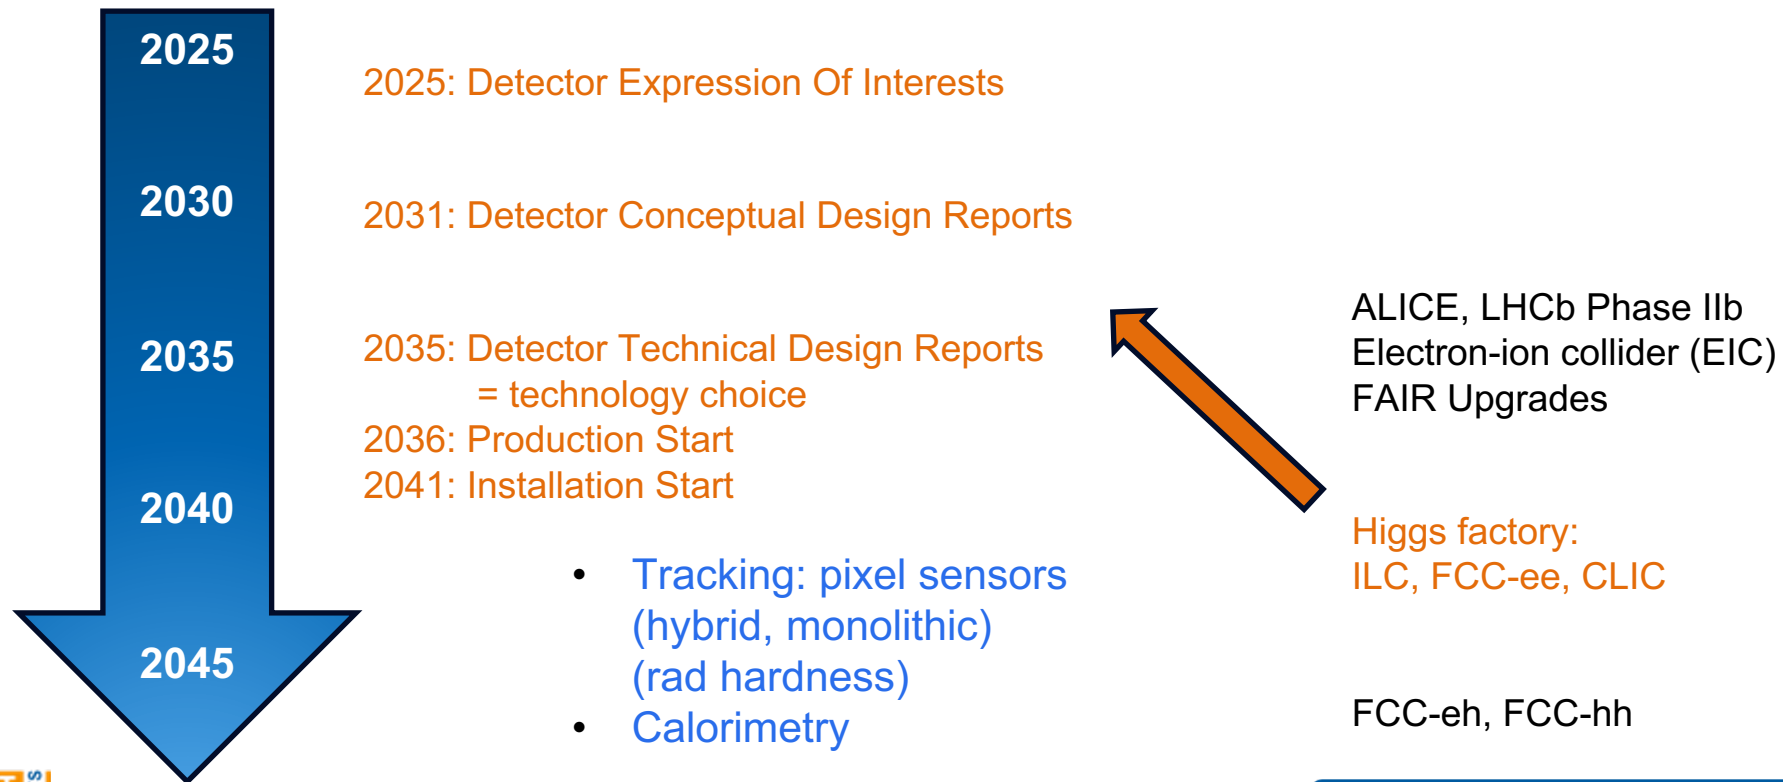 2025
2025: Detector Expression Of Interests
2030
2031: Detector Conceptual Design Reports
2035
2035: Detector Technical Design Reports
= technology choice
2036: Production Start
2041: Installation Start
2040
2045
• Tracking: pixel sensors
(hybrid, monolithic)
(rad hardness)
• Calorimetry
ALICE, LHCb Phase IIb
Electron-ion collider (EIC)
FAIR Upgrades
Higgs factory:
ILC, FCC-ee, CLIC
FCC-eh, FCC-hh